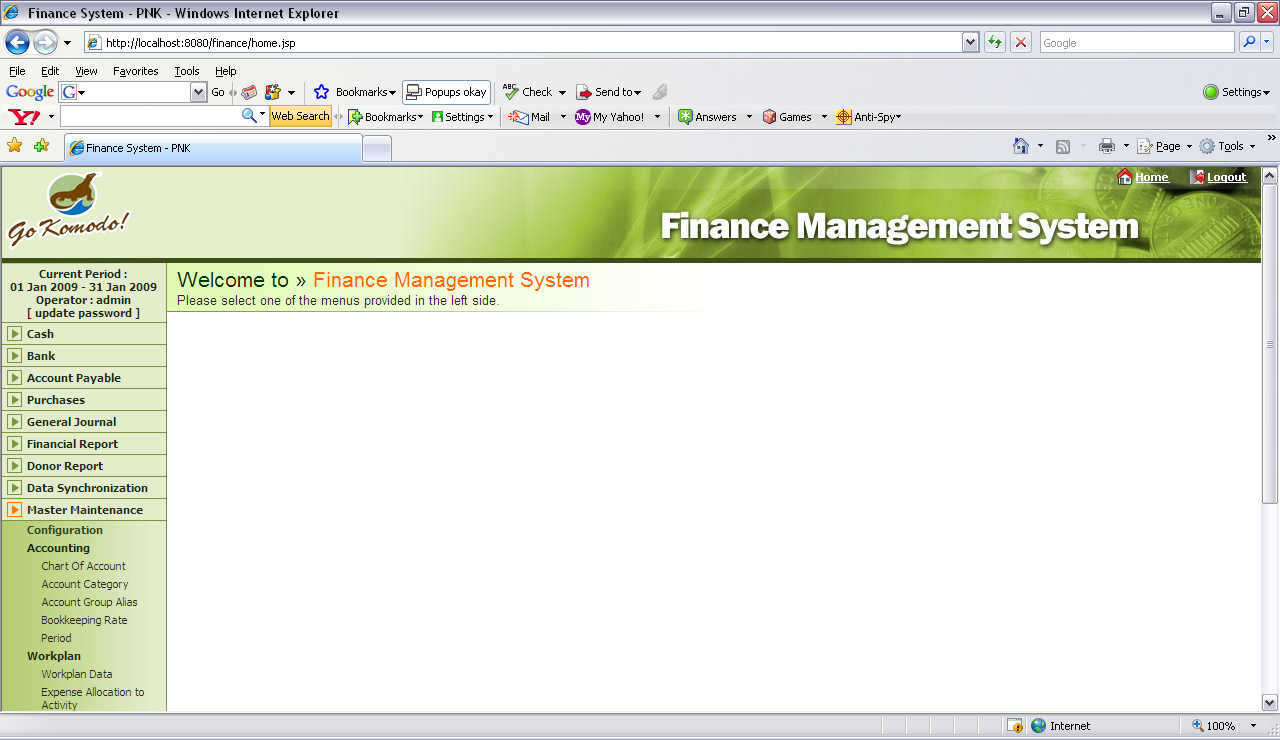 Finance System - PNK - Windows Internet Explorer
http://localhost:8080/finance/home.jsp
Google
File Edit View Favorites Tools Help
Google G Go Bookmarks Popups okay ABC Check Send to Settings
Y! Web Search Bookmarks Settings Mail My My Yahoo! Answers Games Anti-Spy
Finance System - PNK
Page Tools
Home Logout
Go Komodo!
Finance Management System
Current Period :
01 Jan 2009 - 31 Jan 2009
Operator : admin
[ update password ]
Welcome to » Finance Management System
Please select one of the menus provided in the left side.
Cash
Bank
Account Payable
Purchases
General Journal
Financial Report
Donor Report
Data Synchronization
Master Maintenance
Configuration
Accounting
Chart Of Account
Account Category
Account Group Alias
Bookkeeping Rate
Period
Workplan
Workplan Data
Expense Allocation to
Activity
Internet
100%